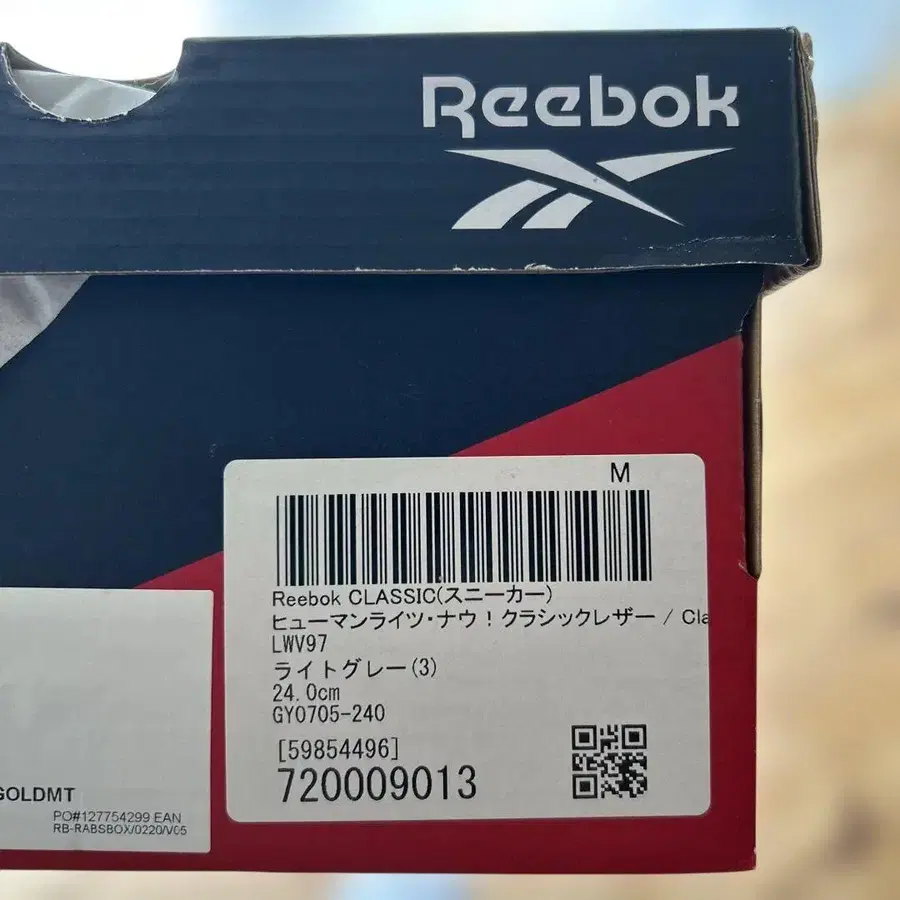 Reebok
M
Reebok CLASSIC(スニーカー)
ヒューマンライツ・ナウ！クラシックレザー / Cla
LWV97
ライトグレー(3)
24.0cm
GY0705-240
[59854496]
720009013
GOLDMT
PO#127754299 EAN
RB-RABSBOX/0220/V05